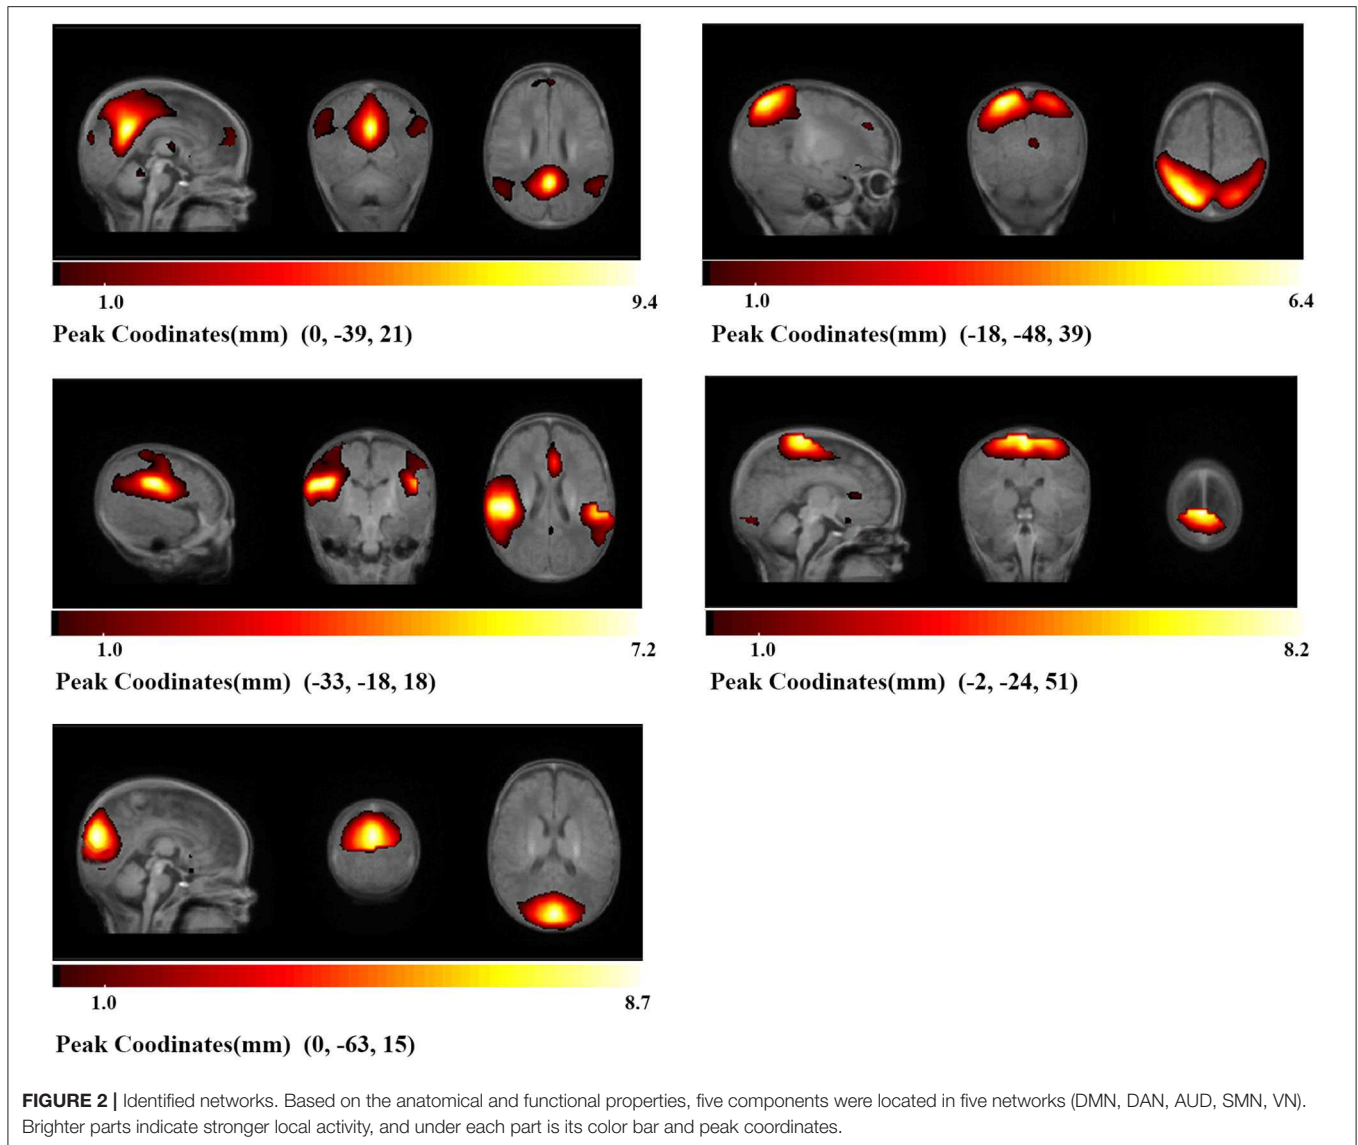 1.0 9.4
Peak Coodinates(mm) (0, -39, 21)
1.0 6.4
Peak Coodinates(mm) (-18, -48, 39)
1.0 7.2
Peak Coodinates(mm) (-33, -18, 18)
1.0 8.2
Peak Coodinates(mm) (-2, -24, 51)
1.0 8.7
Peak Coodinates(mm) (0, -63, 15)
FIGURE 2 | Identified networks. Based on the anatomical and functional properties, five components were located in five networks (DMN, DAN, AUD, SMN, VN).
Brighter parts indicate stronger local activity, and under each part is its color bar and peak coordinates.